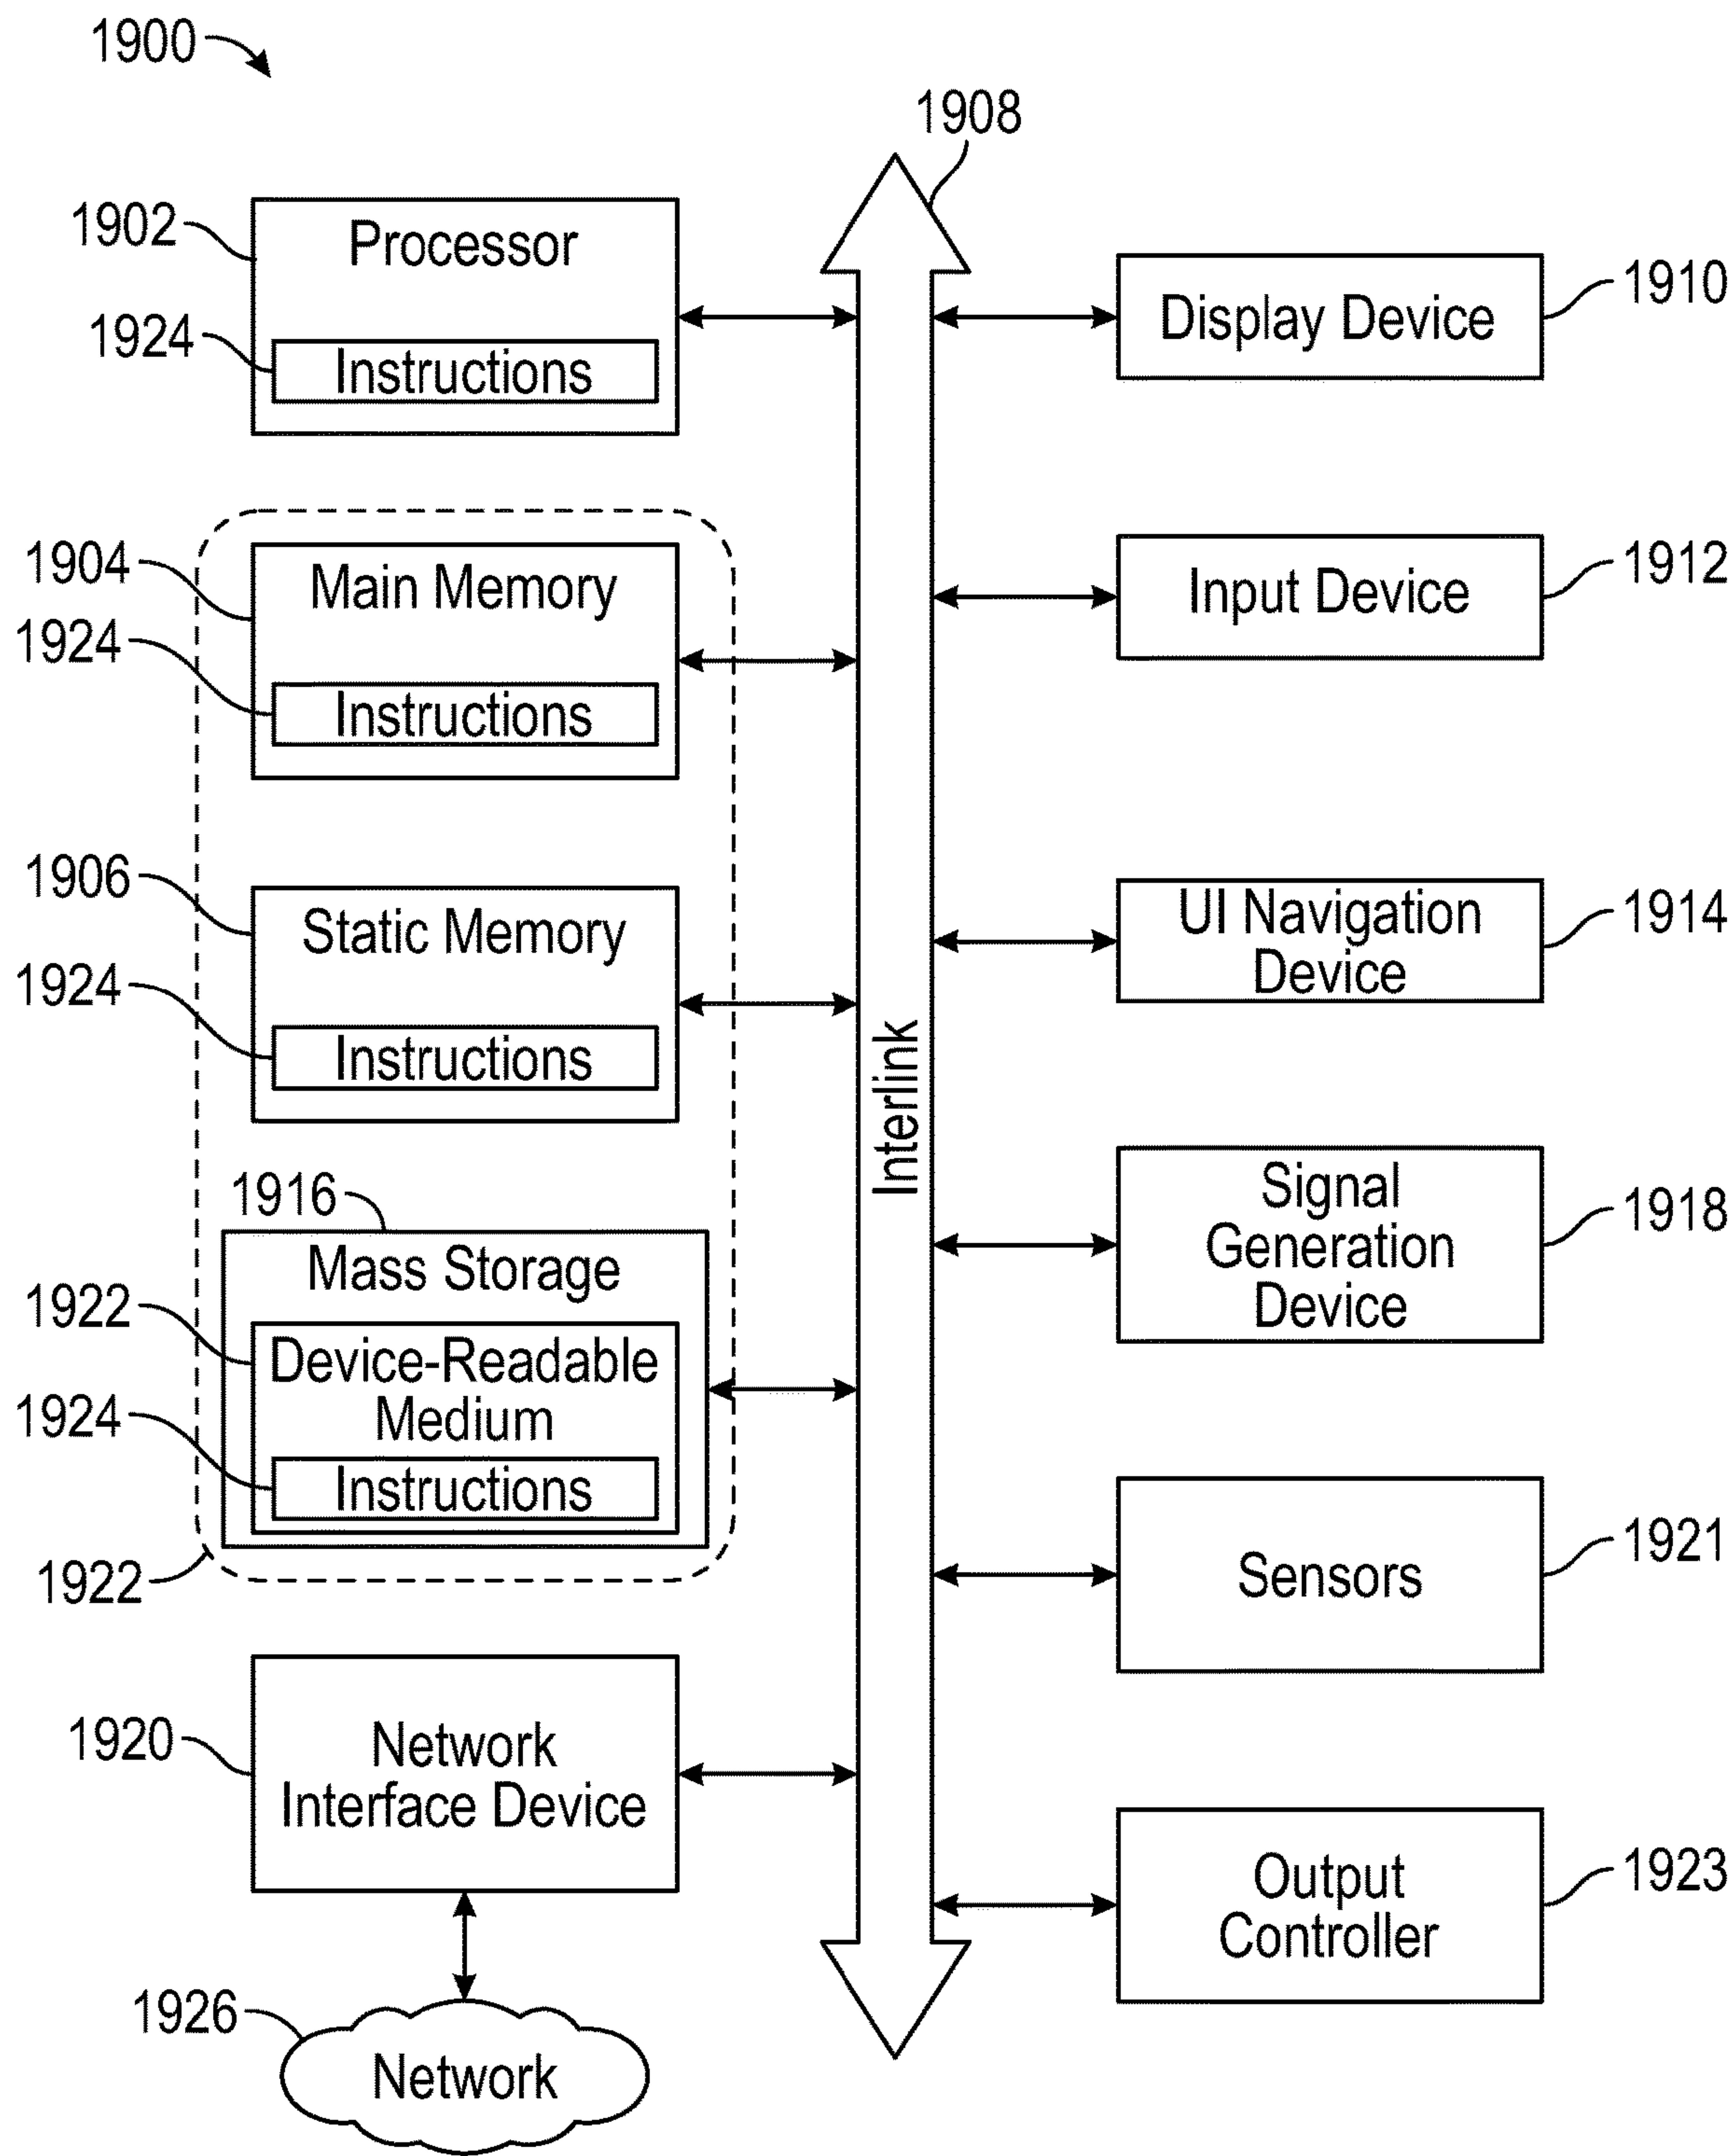 1900
1908
1902
Processor
1924
Instructions
1910
Display Device
1904
Main Memory
1924
Instructions
1912
Input Device
1906
Static Memory
1924
Instructions
1914
UI Navigation
Device
Interlink
1916
Mass Storage
1922
Device-Readable
Medium
1924
Instructions
1922
1918
Signal
Generation
Device
1921
Sensors
1920
Network
Interface Device
1923
Output
Controller
1926
Network